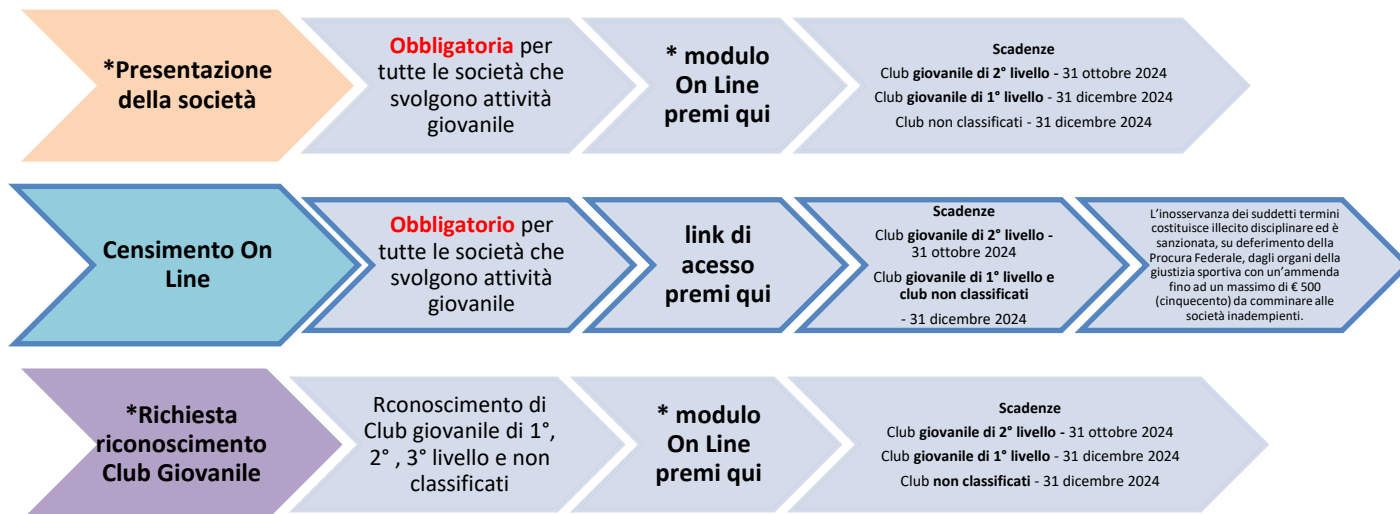 *Presentazione
della società
Obbligatoria per
tutte le società che
svolgono attività
giovanile
* modulo
On Line
premi qui
Scadenze
Club giovanile di 2° livello - 31 ottobre 2024
Club giovanile di 1° livello - 31 dicembre 2024
Club non classificati - 31 dicembre 2024
Censimento On
Line
Obbligatorio per
tutte le società che
svolgono attività
giovanile
link di
acesso
premi qui
Scadenze
Club giovanile di 2° livello -
31 ottobre 2024
Club giovanile di 1° livello e
club non classificati
- 31 dicembre 2024
L'inosservanza dei suddetti termini
costituisce illecito disciplinare ed è
sanzionata, su deferimento della
Procura Federale, dagli organi della
giustizia sportiva con un'ammenda
fino ad un massimo di € 500
(cinquecento) da comminare alle
società inadempienti.
*Richiesta
riconoscimento
Club Giovanile
Rconoscimento di
Club giovanile di 1°,
2° , 3° livello e non
classificati
* modulo
On Line
premi qui
Scadenze
Club giovanile di 2° livello - 31 ottobre 2024
Club giovanile di 1° livello - 31 dicembre 2024
Club non classificati - 31 dicembre 2024